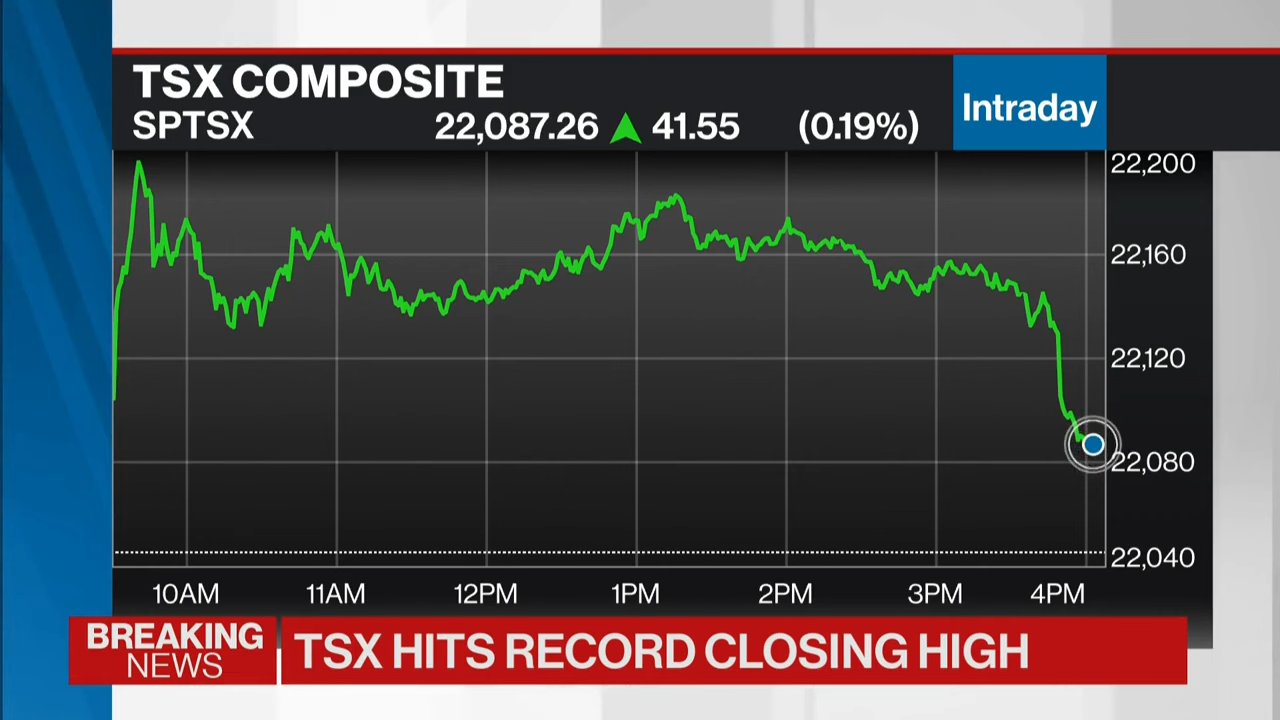 TSX COMPOSITE
SPTSX 22,087.26 41.55 (0.19%)
Intraday
22,200
22,160
22,120
22,080
22,040
10AM 11AM 12PM 1PM 2PM 3PM 4PM
BREAKING
NEWS
TSX HITS RECORD CLOSING HIGH